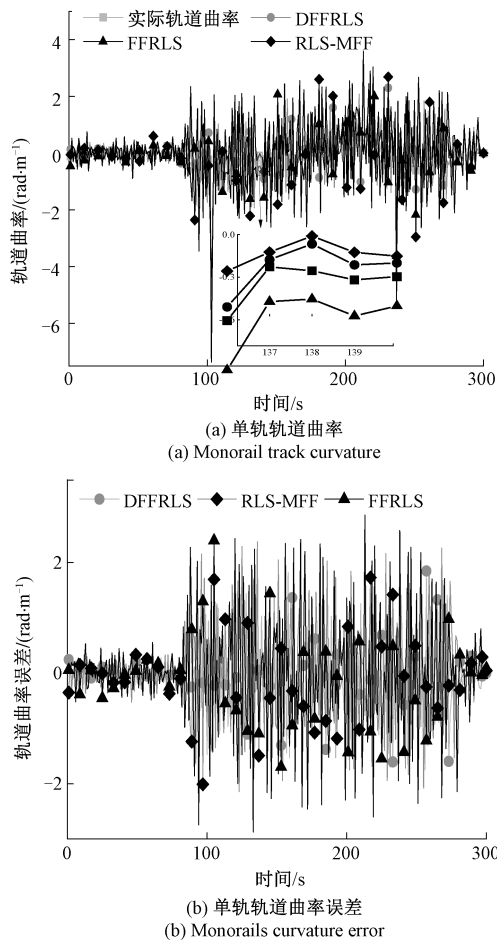 实际轨道曲率 DFFRLS
FFRLS RLS-MFF
轨道曲率/(rad·m⁻¹)
4
2
0
−2
−4
−6
0.0
-0.3
137 138 139
0 100 200 300
时间/s
(a) 单轨轨道曲率
(a) Monorail track curvature
DFFRLS RLS-MFF FFRLS
轨道曲率误差/(rad·m⁻¹)
2
0
−2
0 100 200 300
时间/s
(b) 单轨轨道曲率误差
(b) Monorails curvature error